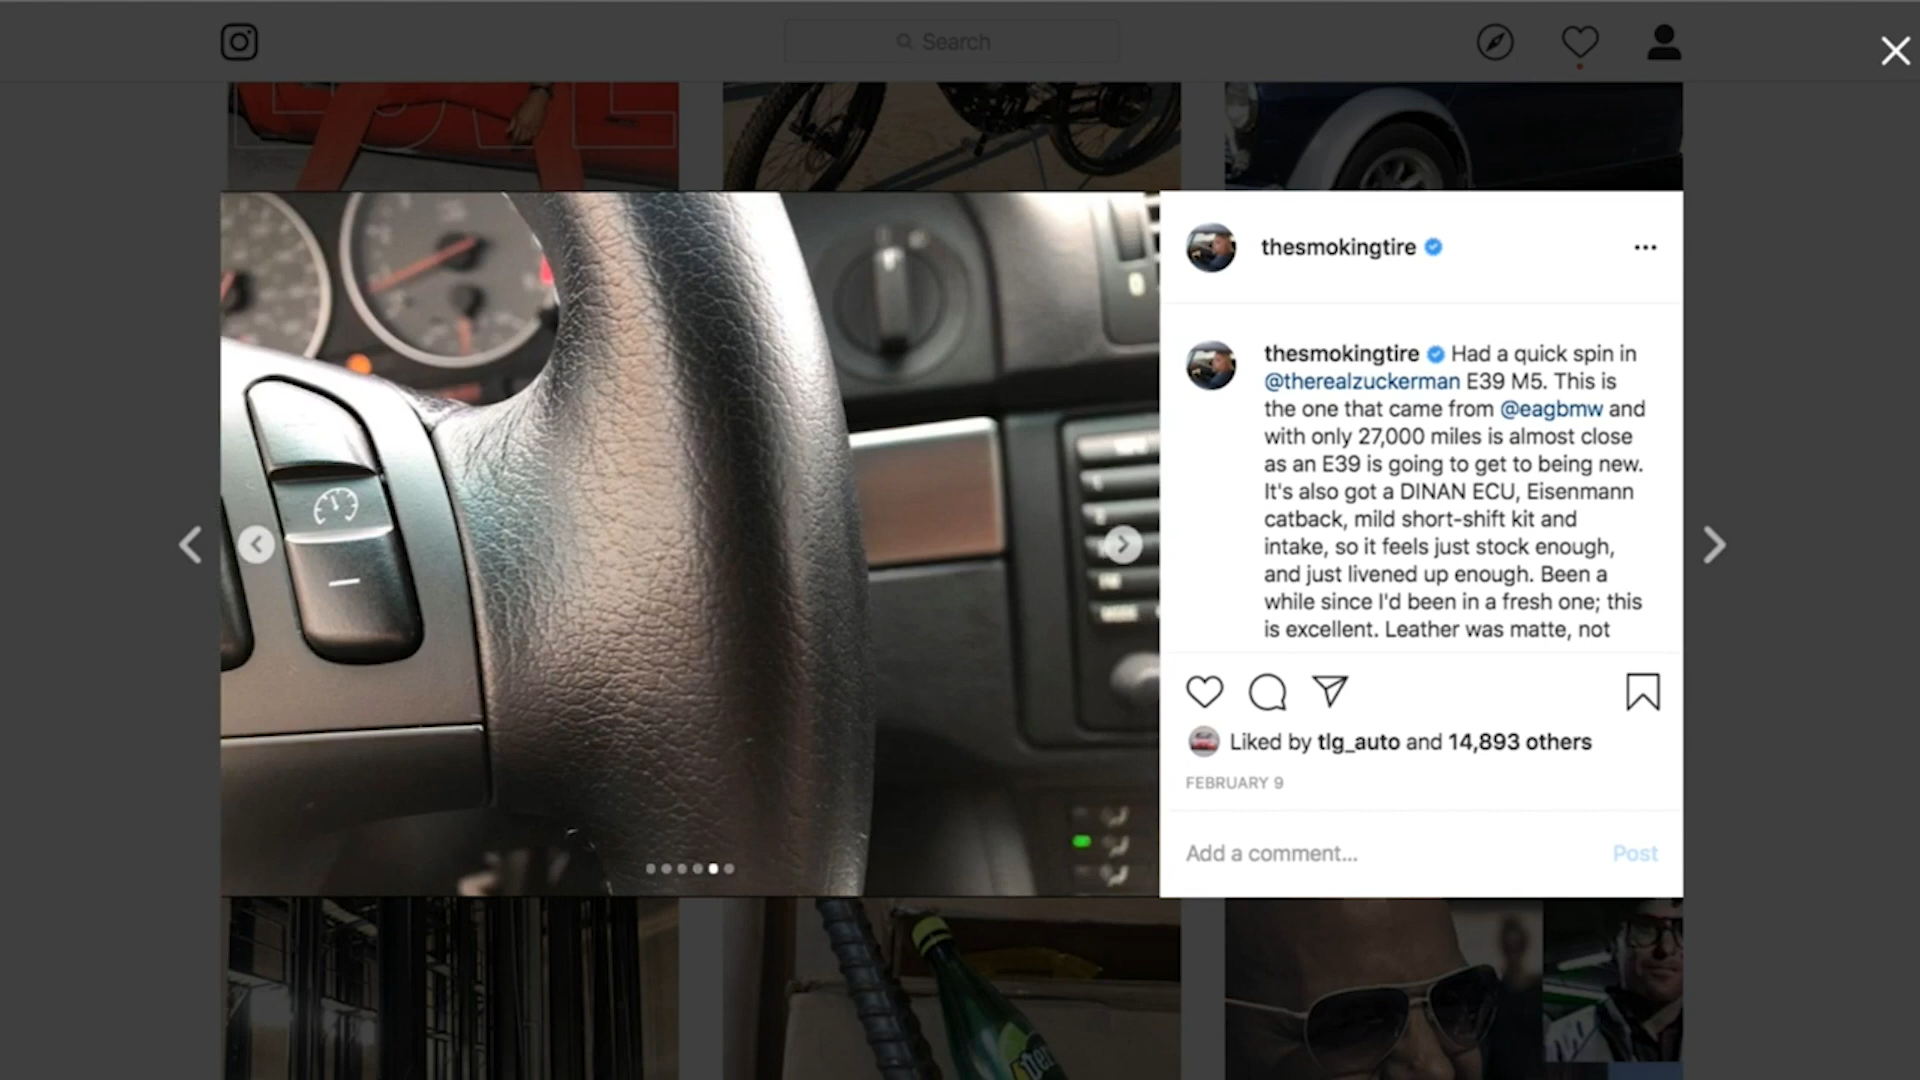 Search
thesmokingtire
thesmokingtire Had a quick spin in
@therealzuckerman E39 M5. This is
the one that came from @eagbmw and
with only 27,000 miles is almost close
as an E39 is going to get to being new.
It's also got a DINAN ECU, Eisenmann
catback, mild short-shift kit and
intake, so it feels just stock enough,
and just livened up enough. Been a
while since I'd been in a fresh one; this
is excellent. Leather was matte, not
Liked by tlg_auto and 14,893 others
FEBRUARY 9
Add a comment... Post
0